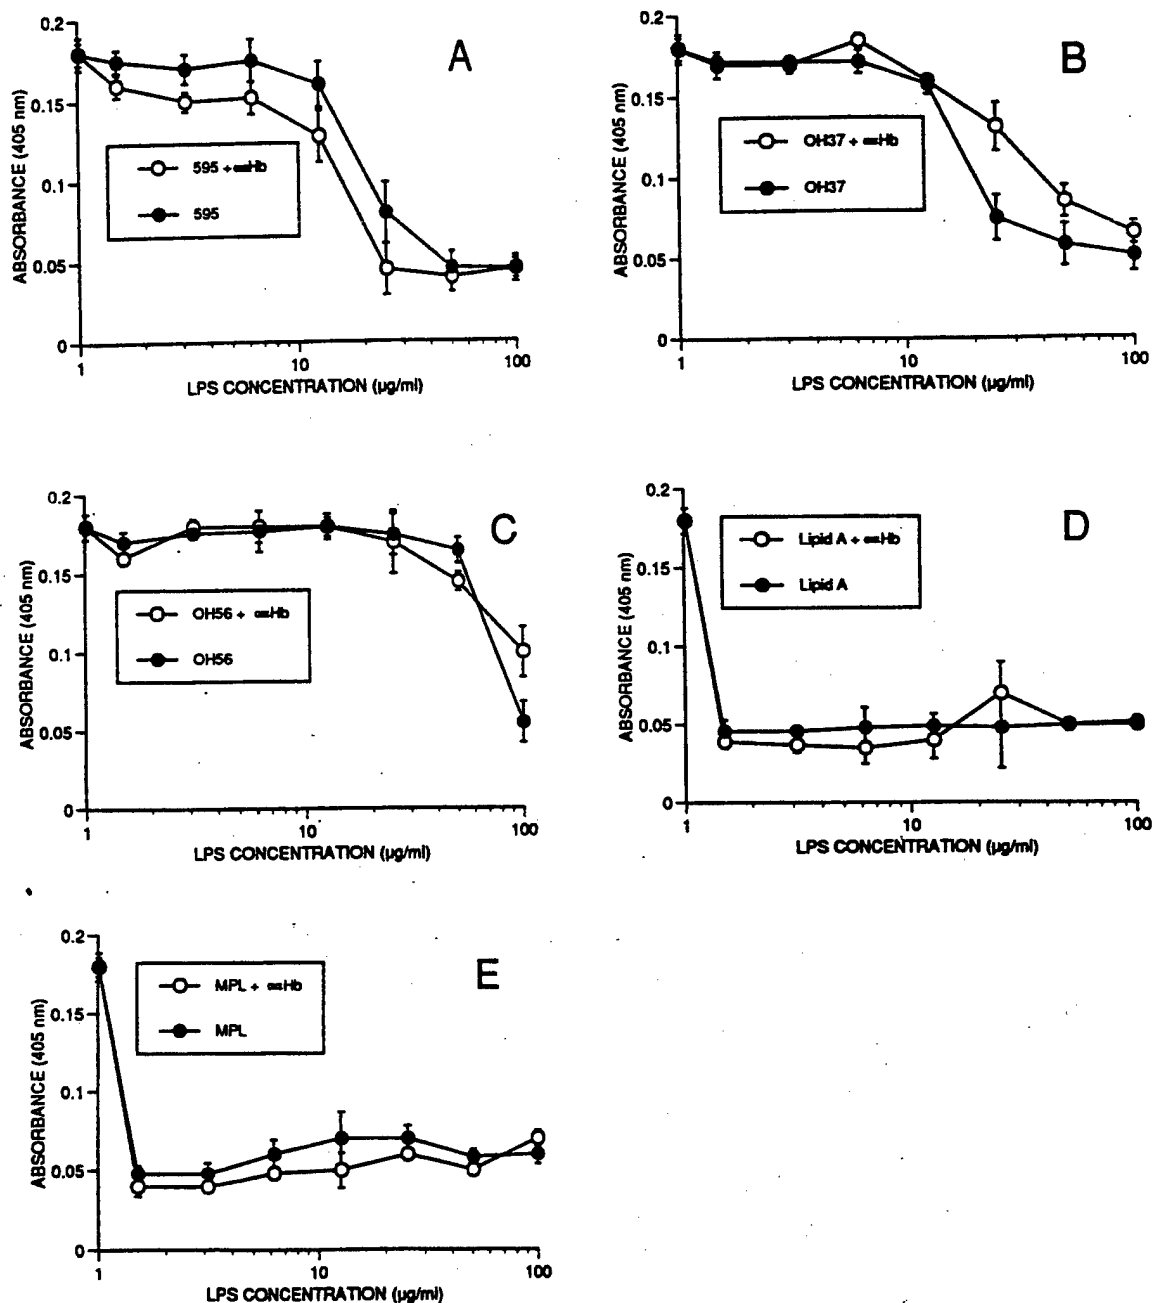 A
ABSORBANCE (405 nm)
0.2
0.15
0.1
0.05
0
595 + ααHb
595
1
10
100
LPS CONCENTRATION (µg/ml)
B
ABSORBANCE (405 nm)
0.2
0.15
0.1
0.05
0
OH37 + ααHb
OH37
1
10
100
LPS CONCENTRATION (µg/ml)
C
ABSORBANCE (405 nm)
0.2
0.15
0.1
0.05
0
OH56 + ααHb
OH56
1
10
100
LPS CONCENTRATION (µg/ml)
D
ABSORBANCE (405 nm)
0.2
0.15
0.1
0.05
0
Lipid A + ααHb
Lipid A
1
10
100
LPS CONCENTRATION (µg/ml)
E
ABSORBANCE (405 nm)
0.2
0.15
0.1
0.05
0
MPL + ααHb
MPL
1
10
100
LPS CONCENTRATION (µg/ml)